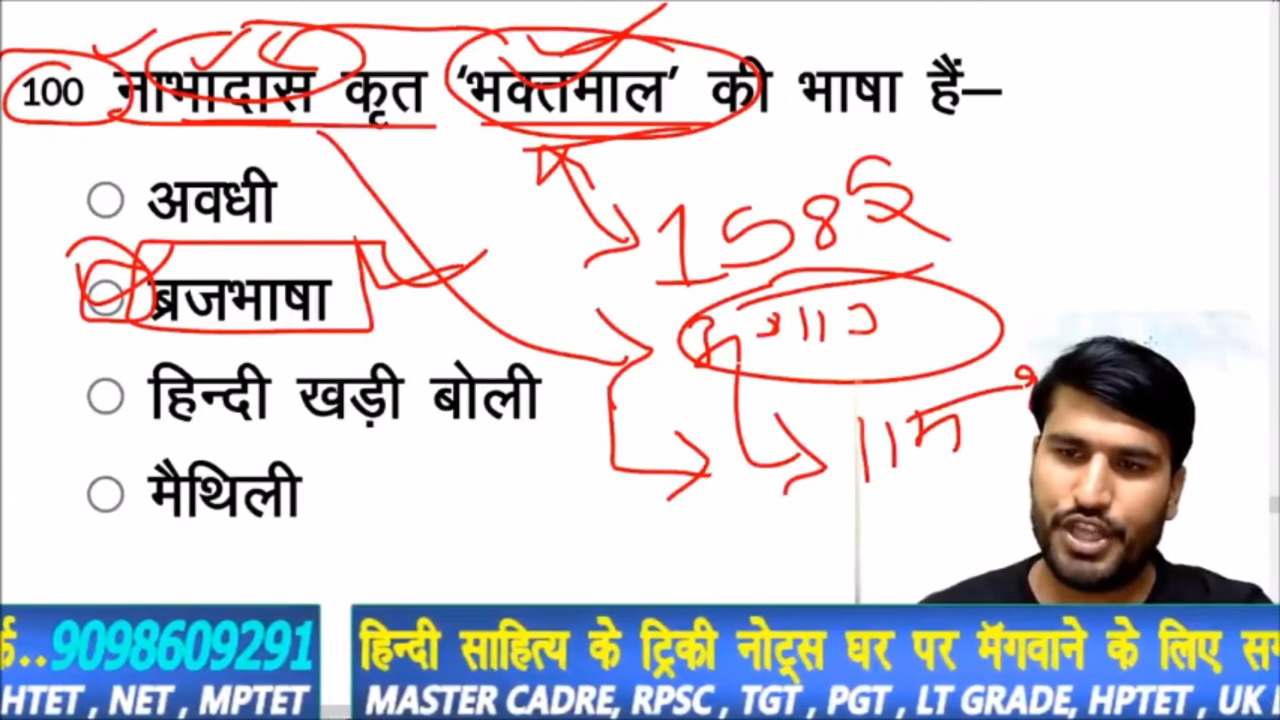 100 नाभादास कृत ‘भक्तमाल’ की भाषा हैं–
अवधी
ब्रजभाषा
हिन्दी खड़ी बोली
मैथिली
1585
..9098609291
हिन्दी साहित्य के ट्रिकी नोट्स घर पर मॅगवाने के लिए
HTET , NET , MPTET
MASTER CADRE, RPSC , TGT , PGT , LT GRADE, HPTET , UK